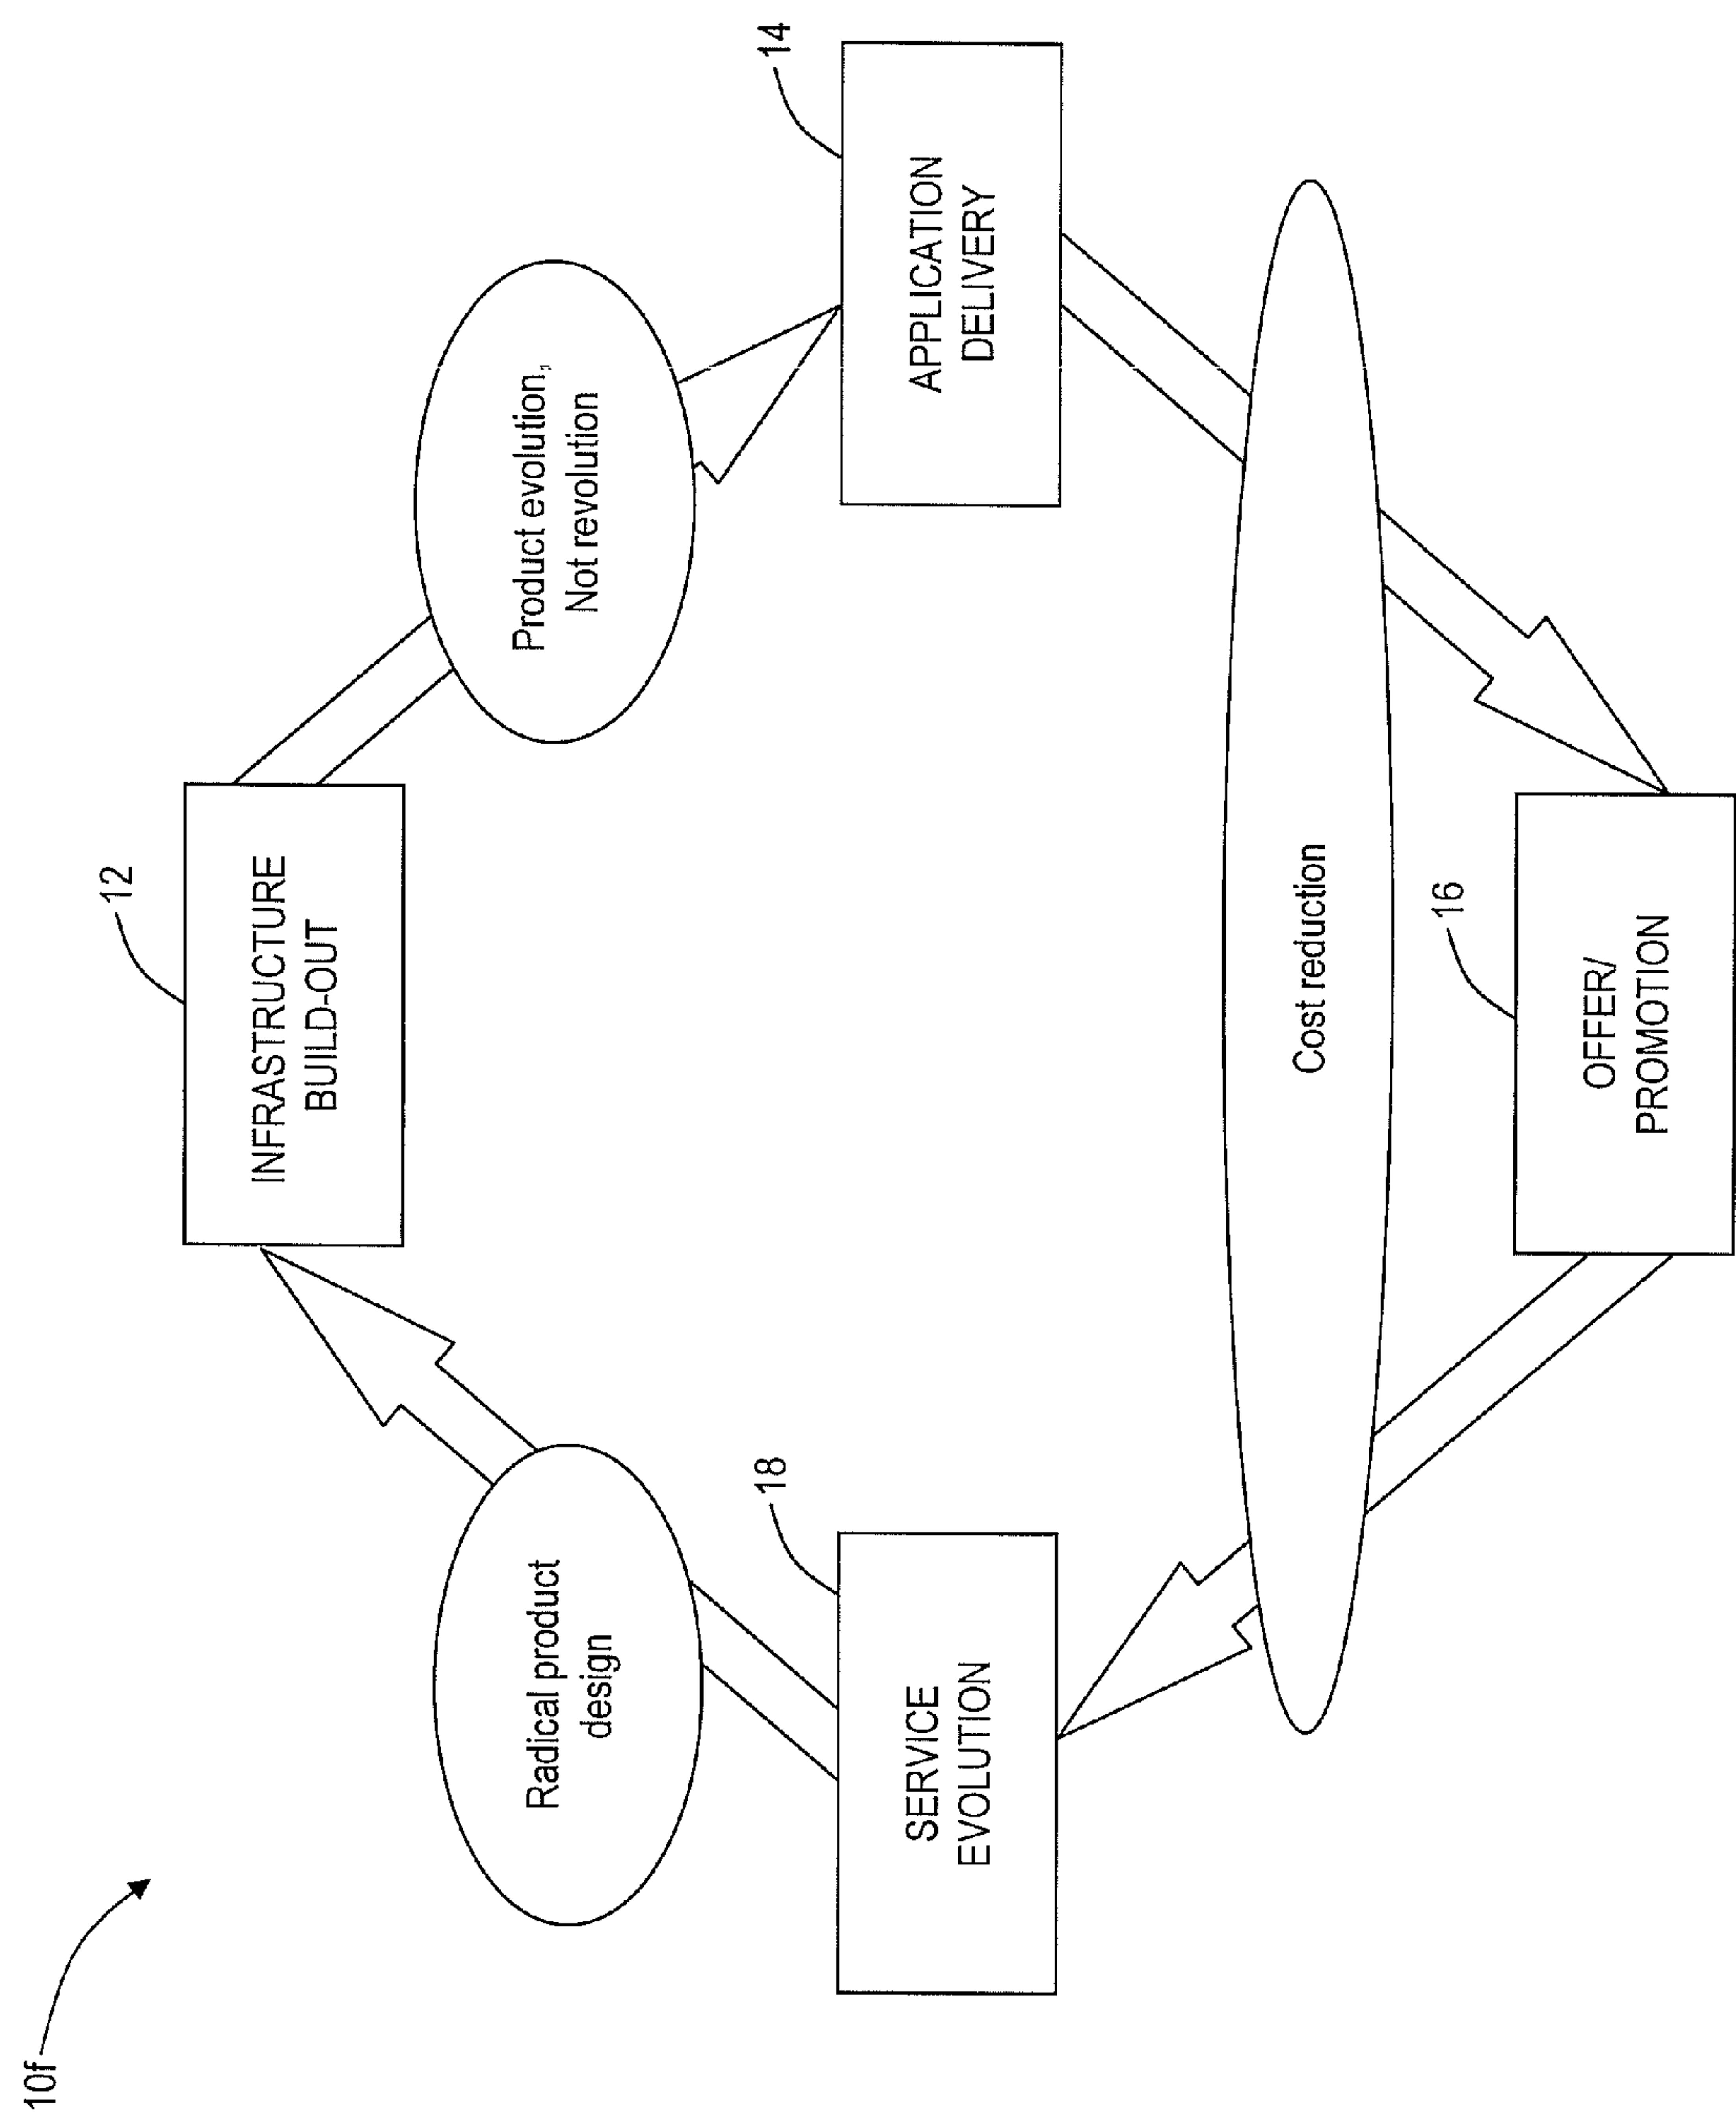 10f
12
INFRASTRUCTURE
BUILD-OUT
Radical product
design
Product evolution,
Not revolution
18
SERVICE
EVOLUTION
14
APPLICATION
DELIVERY
Cost reduction
16
OFFER/
PROMOTION